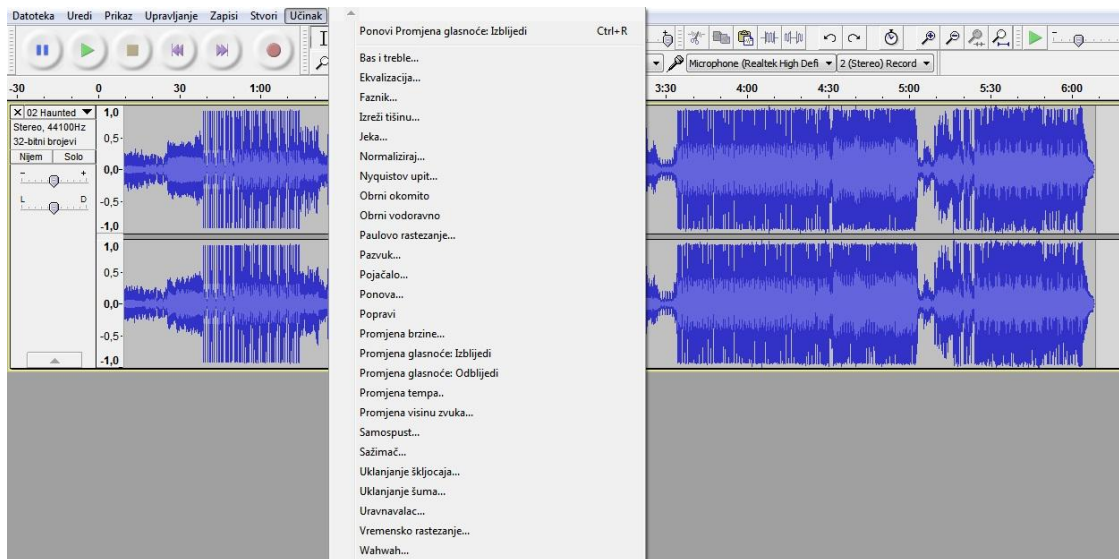 Datoteka Uredi Prikaz Upravljanje Zapisi Stvori Učinak
Ponovi Promjena glasnoće: Izblijedi Ctrl+R
Bas i treble...
Ekvalizacija...
Faznik...
Izreži tišinu...
Jeka...
Normaliziraj...
Nyquistov upit...
Obrni okomito
Obrni vodoravno
Paulovo rastezanje...
Pazvuk...
Pojačalo...
Ponova...
Popravi
Promjena brzine...
Promjena glasnoće: Izblijedi
Promjena glasnoće: Odblijedi
Promjena tempa..
Promjena visinu zvuka...
Samospust...
Sažimač...
Uklanjanje škljocaja...
Uklanjanje šuma...
Uravnavalac...
Vremensko rastezanje...
Wahwah...
Microphone (Realtek High Defi 2 (Stereo) Record
-30 0 30 1:00 3:30 4:00 4:30 5:00 5:30 6:00
X 02 Haunted
Stereo, 44100Hz
32-bitni brojevi
Nijem Solo
- +
L D
1,0
0,5
0,0
-0,5
-1,0
1,0
0,5
0,0
-0,5
-1,0